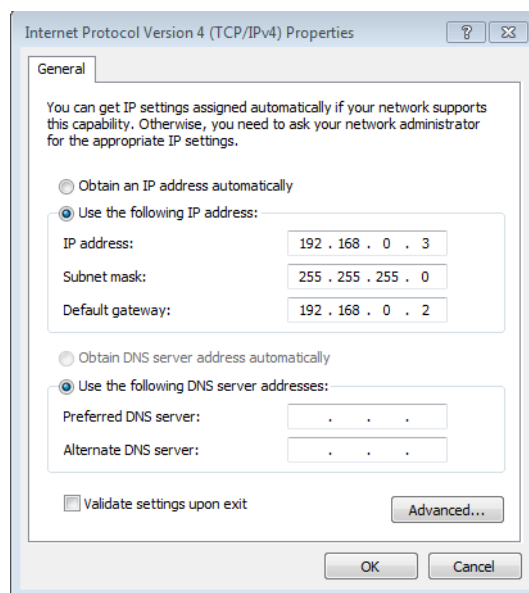 Internet Protocol Version 4 (TCP/IPv4) Properties
General
You can get IP settings assigned automatically if your network supports
this capability. Otherwise, you need to ask your network administrator
for the appropriate IP settings.
Obtain an IP address automatically
Use the following IP address:
IP address: 192 . 168 . 0 . 3
Subnet mask: 255 . 255 . 255 . 0
Default gateway: 192 . 168 . 0 . 2
Obtain DNS server address automatically
Use the following DNS server addresses:
Preferred DNS server: . . .
Alternate DNS server: . . .
Validate settings upon exit
Advanced...
OK Cancel